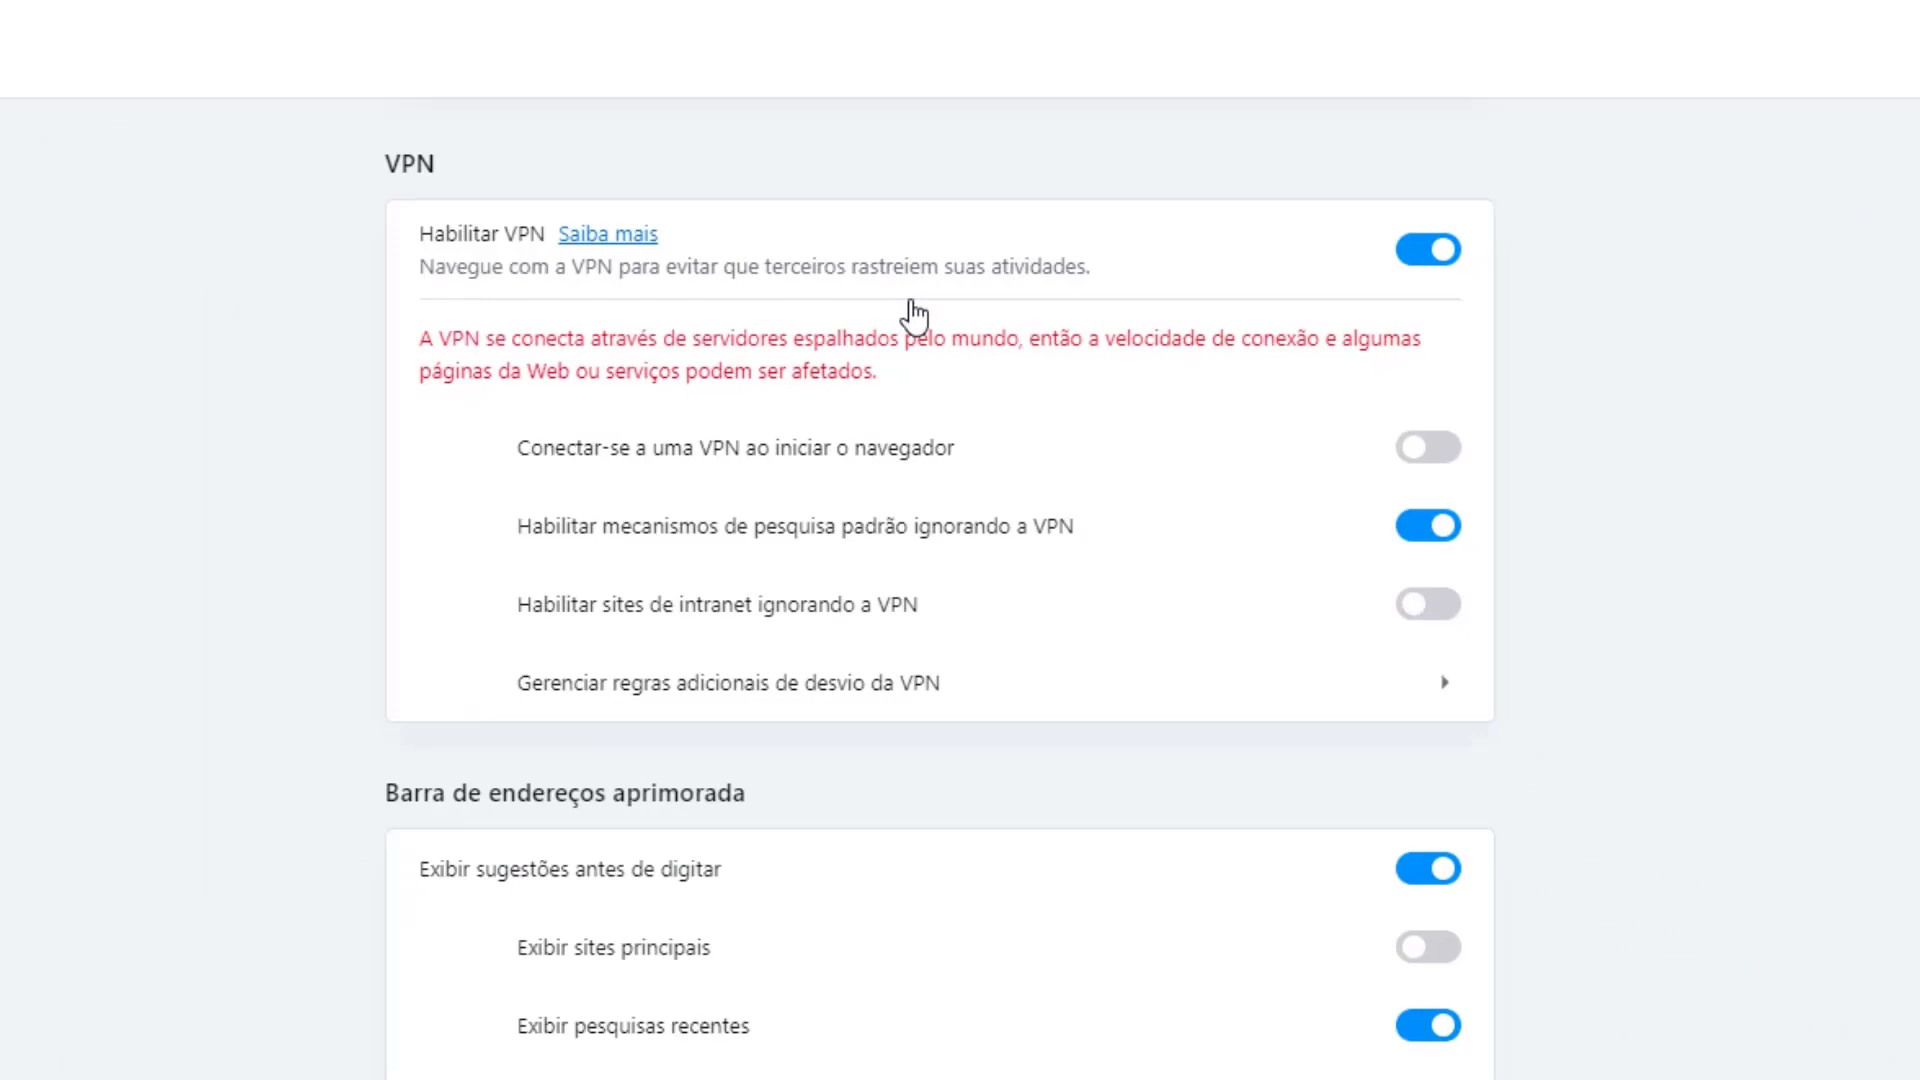 VPN
Habilitar VPN Saiba mais
Navegue com a VPN para evitar que terceiros rastreiem suas atividades.
A VPN se conecta através de servidores espalhados pelo mundo, então a velocidade de conexão e algumas
páginas da Web ou serviços podem ser afetados.
Conectar-se a uma VPN ao iniciar o navegador
Habilitar mecanismos de pesquisa padrão ignorando a VPN
Habilitar sites de intranet ignorando a VPN
Gerenciar regras adicionais de desvio da VPN
Barra de endereços aprimorada
Exibir sugestões antes de digitar
Exibir sites principais
Exibir pesquisas recentes